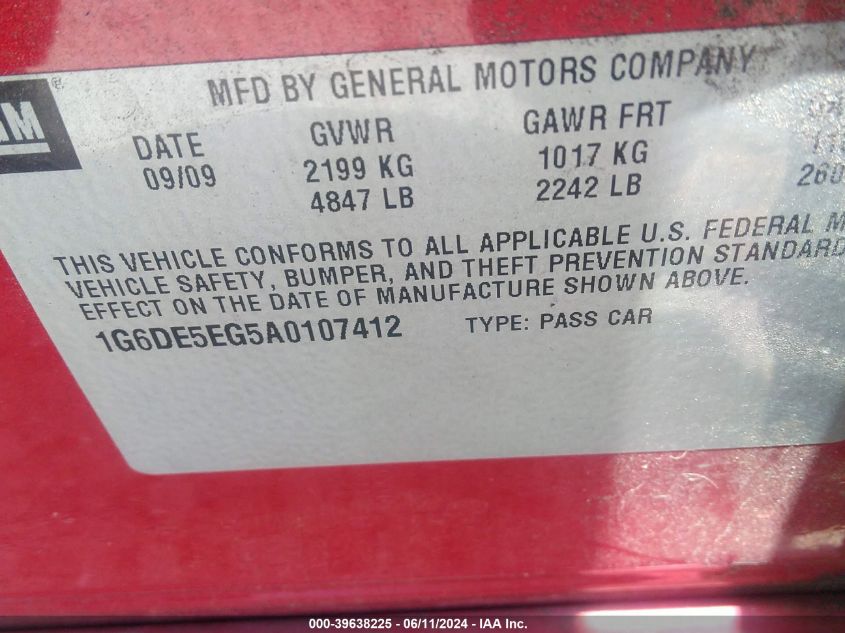 GM
®
MFD BY GENERAL MOTORS COMPANY
DATE GVWR GAWR FRT
09/09 2199 KG 1017 KG
4847 LB 2242 LB 260
THIS VEHICLE CONFORMS TO ALL APPLICABLE U.S. FEDERAL M
VEHICLE SAFETY, BUMPER, AND THEFT PREVENTION STANDARD
EFFECT ON THE DATE OF MANUFACTURE SHOWN ABOVE.
1G6DE5EG5A0107412 TYPE: PASS CAR
000-39638225 - 06/11/2024 - IAA Inc.